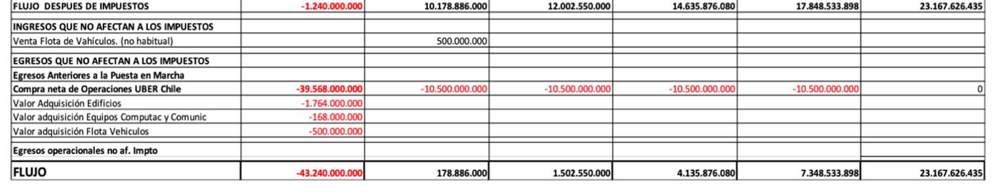 FLUJO DESPUES DE IMPUESTOS -1.240.000.000 10.178.886.000 12.002.550.000 14.635.876.080 17.848.533.898 23.167.626.435
INGRESOS QUE NO AFECTAN A LOS IMPUESTOS
Venta Flota de Vahículos. (no habitual) 500.000.000
EGRESOS QUE NO AFECTAN A LOS IMPUESTOS
Egresos Anteriores a la Puesta en Marcha
Compra neta de Operaciones UBER Chile -39.568.000.000 -10.500.000.000 -10.500.000.000 -10.500.000.000 -10.500.000.000 0
Valor Adquisición Edificios -1.764.000.000
Valor adquisición Equipos Computac y Comunic -168.000.000
Valor adquisición Flota Vehiculos -500.000.000
Egresos operacionales no af. Impto
FLUJO -43.240.000.000 178.886.000 1.502.550.000 4.135.876.080 7.348.533.898 23.167.626.435